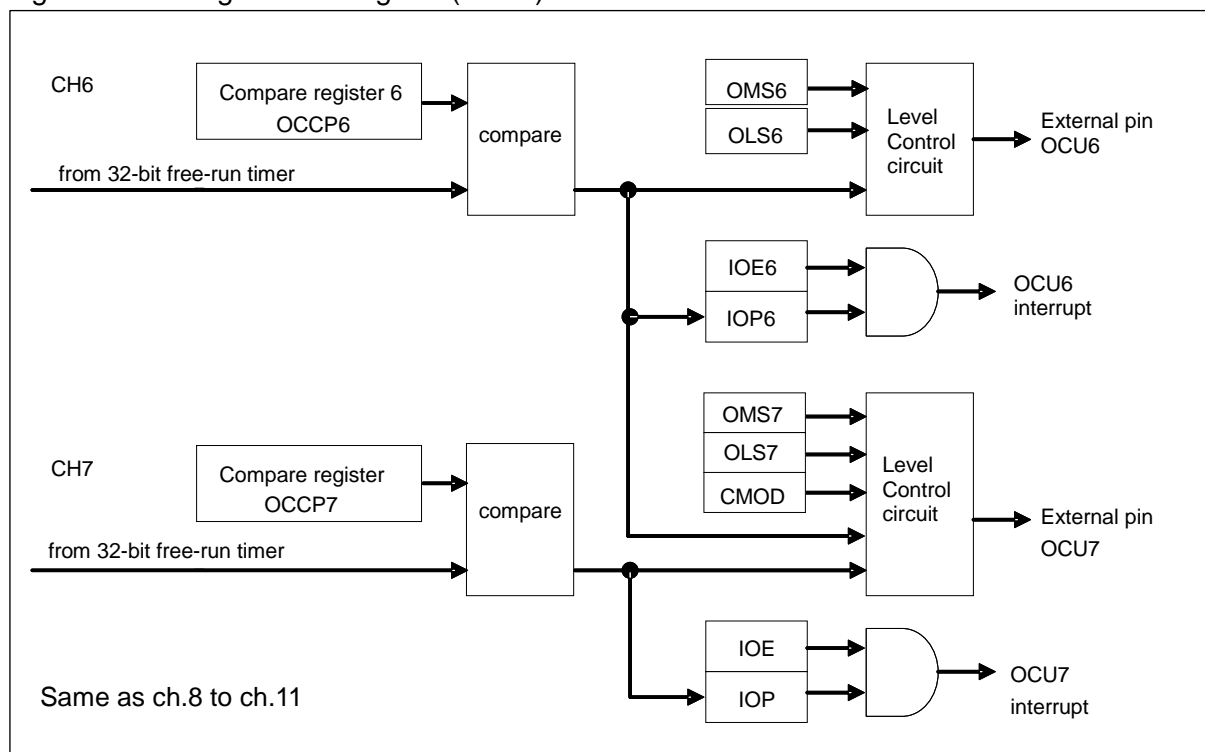 CH6
Compare register 6
OCCP6
compare
from 32-bit free-run timer
OMS6
OLS6
Level
Control
circuit
External pin
OCU6
IOE6
IOP6
OCU6
interrupt
CH7
Compare register
OCCP7
compare
from 32-bit free-run timer
OMS7
OLS7
CMOD
Level
Control
circuit
External pin
OCU7
IOE
IOP
OCU7
interrupt
Same as ch.8 to ch.11